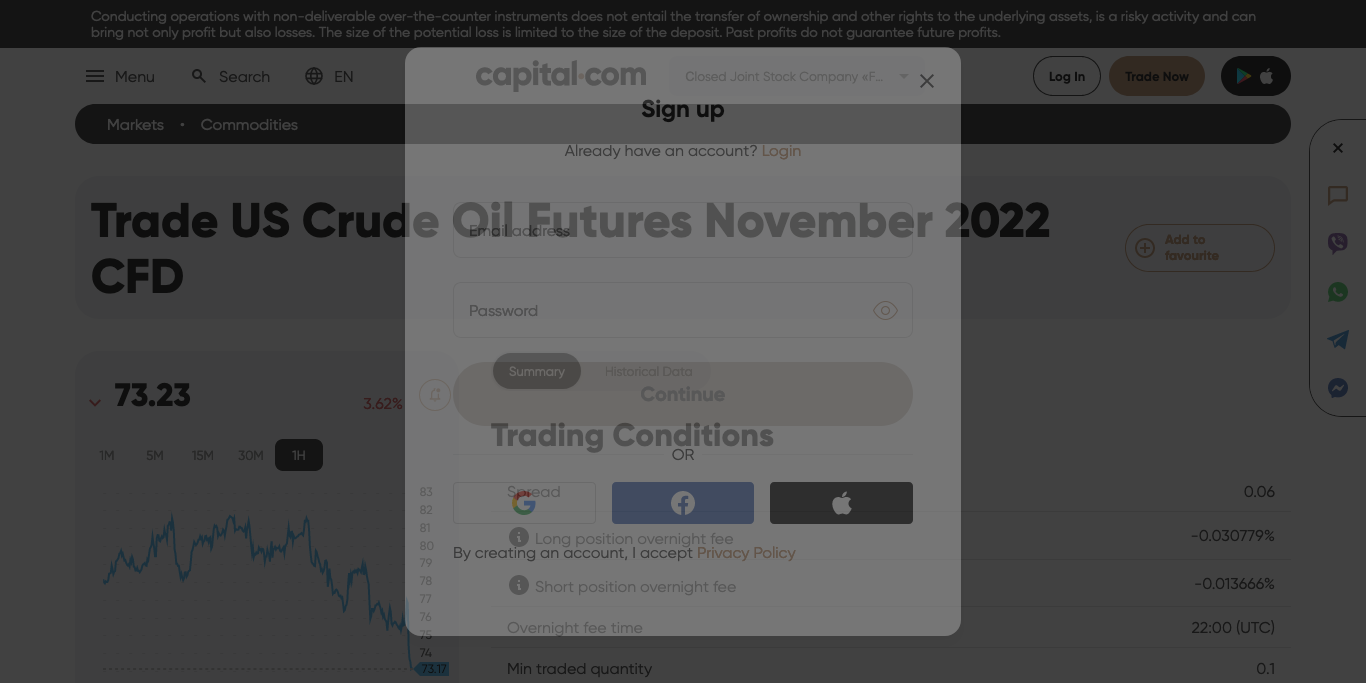 Conducting operations with non-deliverable over-the-counter instruments does not entail the transfer of ownership and other rights to the underlying assets, is a risky activity and can
bring not only profit but also losses. The size of the potential loss is limited to the size of the deposit. Past profits do not guarantee future profits.
Menu
Search
EN
capital.com
Closed Joint Stock Company «F...
Log In
Trade Now
Sign up
Markets • Commodities
Already have an account? Login
Trade US Crude Oil Futures November 2022
CFD
Add to
favourite
Email address
Password
Summary
Historical Data
73.23
3.62%
Continue
Trading Conditions
1M 5M 15M 30M 1H
OR
83
82
81
80
79
78
77
76
75
74
73.17
Spread
0.06
Long position overnight fee
-0.030779%
By creating an account, I accept Privacy Policy
Short position overnight fee
-0.013666%
Overnight fee time
22:00 (UTC)
Min traded quantity
0.1